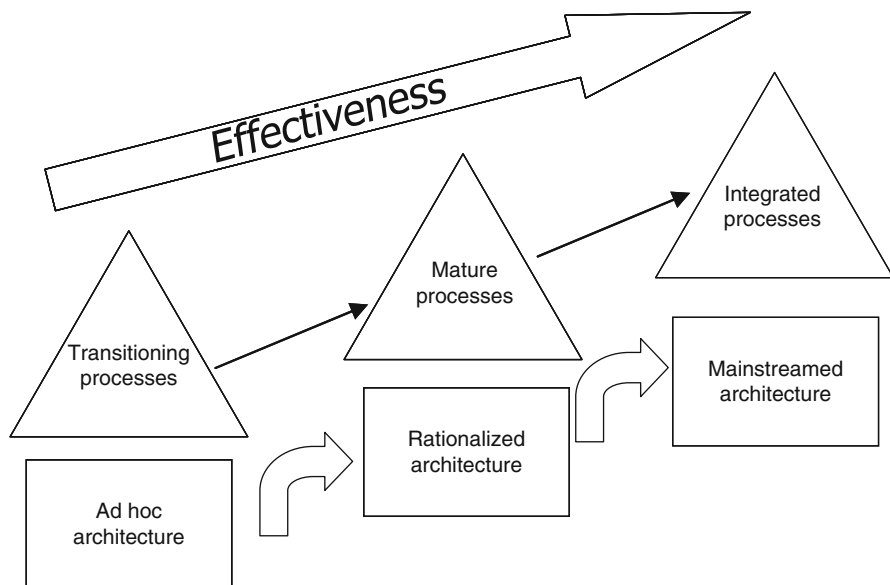 Effectiveness
Integrated
processes
Mature
processes
Transitioning
processes
Mainstreamed
architecture
Rationalized
architecture
Ad hoc
architecture